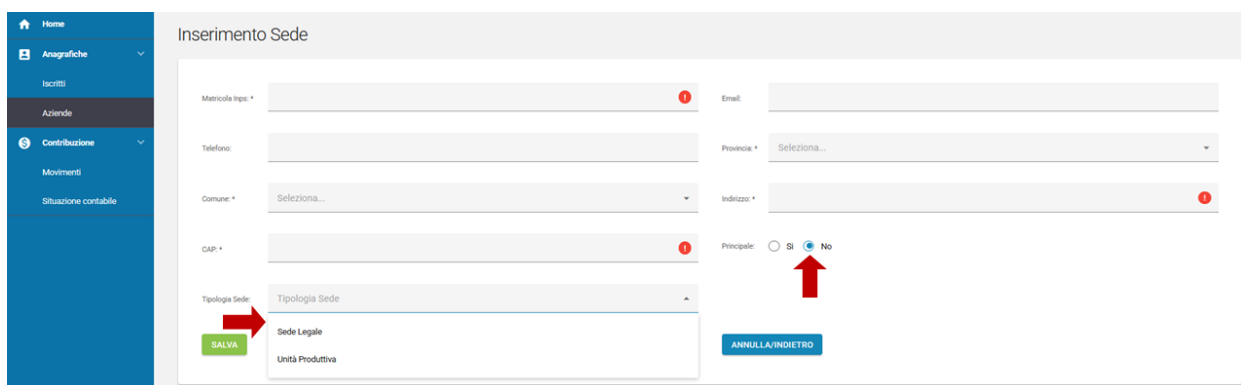 Home
Anagrafiche
Iscritti
Aziende
Contribuzione
Movimenti
Situazione contabile
Inserimento Sede
Matricola Inps: *
Email:
Telefono:
Provincia: * Seleziona...
Comune: * Seleziona...
Indirizzo: *
CAP: *
Principale: Si No
Tipologia Sede: Tipologia Sede
Sede Legale
Unità Produttiva
SALVA
ANNULLA/INDIETRO